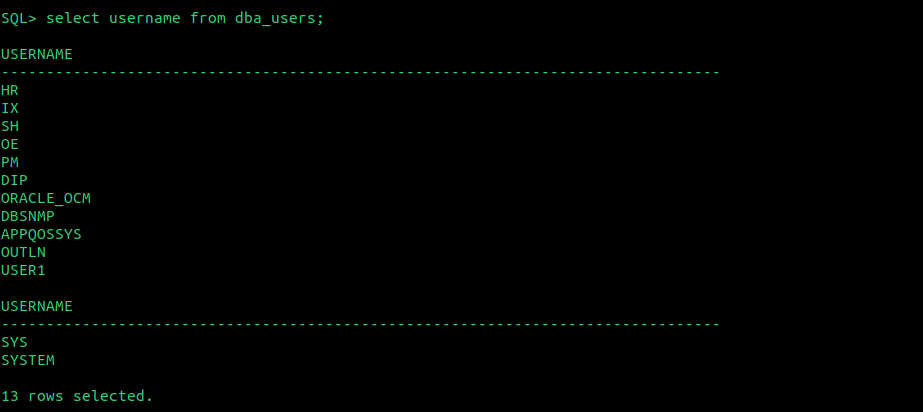 SQL> select username from dba_users;
USERNAME
--------------------------------------------------------------------------------
HR
IX
SH
OE
PM
DIP
ORACLE_OCM
DBSNMP
APPQOSSYS
OUTLN
USER1
USERNAME
--------------------------------------------------------------------------------
SYS
SYSTEM
13 rows selected.